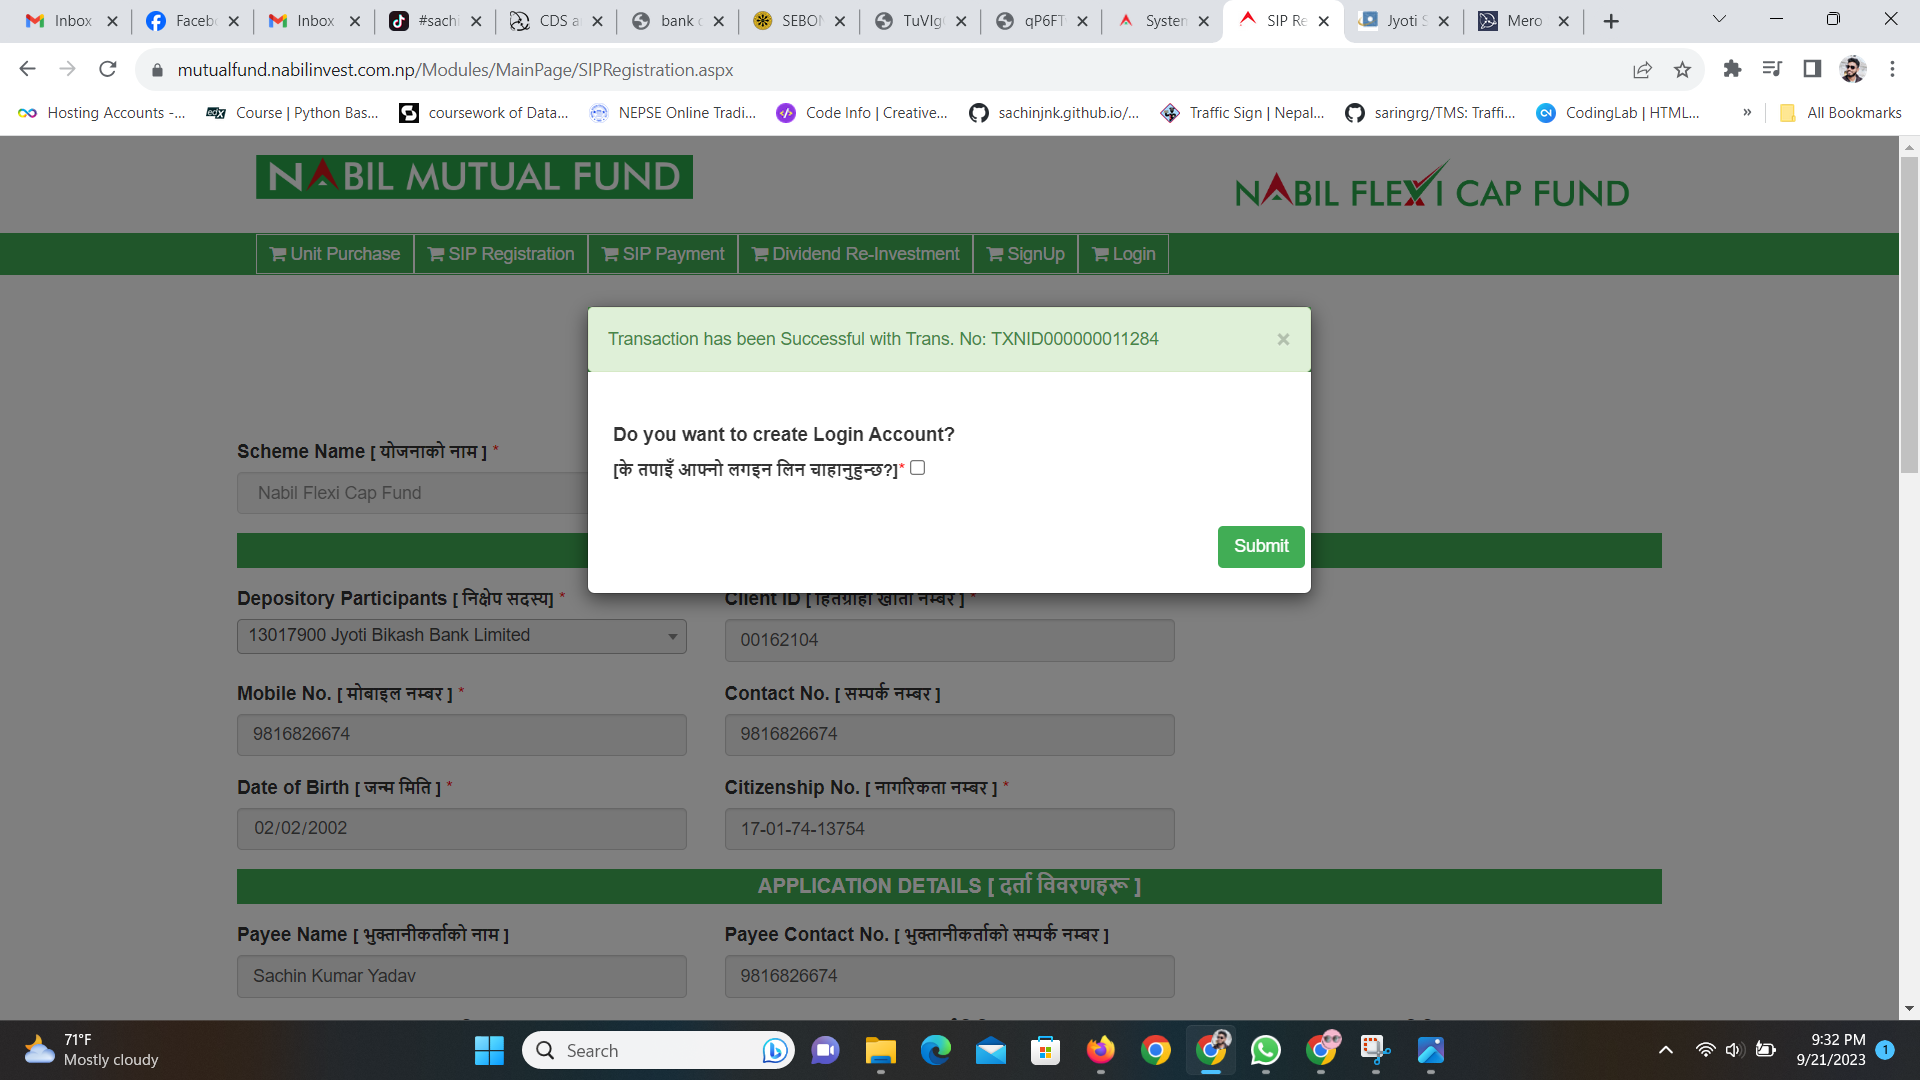 Inbox
Faceb
Inbox
#sachi
CDS a
bank c
SEBON
TuVIg
qP6FT
System
SIP Re
Jyoti S
Mero
mutualfund.nabilinvest.com.np/Modules/MainPage/SIPRegistration.aspx
Hosting Accounts -...
Course | Python Bas...
coursework of Data...
NEPSE Online Tradi...
Code Info | Creative...
sachinjnk.github.io/...
Traffic Sign | Nepal...
saringrg/TMS: Traffi...
CodingLab | HTML...
»
All Bookmarks
NABIL MUTUAL FUND
NABIL FLEXI CAP FUND
Unit Purchase
SIP Registration
SIP Payment
Dividend Re-Investment
SignUp
Login
Transaction has been Successful with Trans. No: TXNID000000011284
×
Do you want to create Login Account?
[के तपाइँ आफ्नो लगइन लिन चाहानुहुन्छ?]*
Submit
Scheme Name [ योजनाको नाम ] *
Nabil Flexi Cap Fund
Depository Participants [ निक्षेप सदस्य] *
Client ID [ हितग्राही खाता नम्बर ] *
13017900 Jyoti Bikash Bank Limited
00162104
Mobile No. [ मोबाइल नम्बर ] *
Contact No. [ सम्पर्क नम्बर ]
9816826674
9816826674
Date of Birth [ जन्म मिति ] *
Citizenship No. [ नागरिकता नम्बर ] *
02/02/2002
17-01-74-13754
APPLICATION DETAILS [ दर्ता विवरणहरू ]
Payee Name [ भुक्तानीकर्ताको नाम ]
Payee Contact No. [ भुक्तानीकर्ताको सम्पर्क नम्बर ]
Sachin Kumar Yadav
9816826674
71°F
Mostly cloudy
Search
9:32 PM
9/21/2023
1